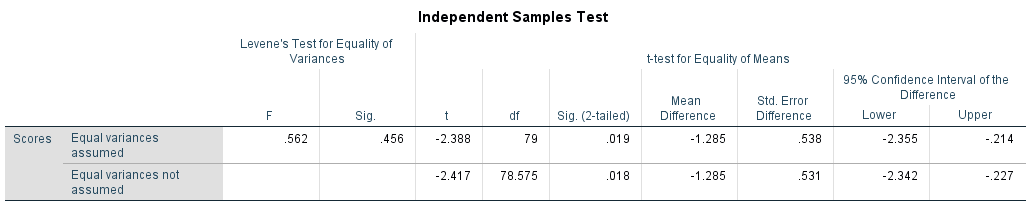 Independent Samples Test
Levene's Test for Equality of
Variances
t-test for Equality of Means
F
Sig.
t
df
Sig. (2-tailed)
Mean
Difference
Std. Error
Difference
95% Confidence Interval of the
Difference
Lower
Upper
Scores
Equal variances
assumed
.562 .456 -2.388 79 .019 -1.285 .538 -2.355 -.214
Equal variances not
assumed
-2.417 78.575 .018 -1.285 .531 -2.342 -.227